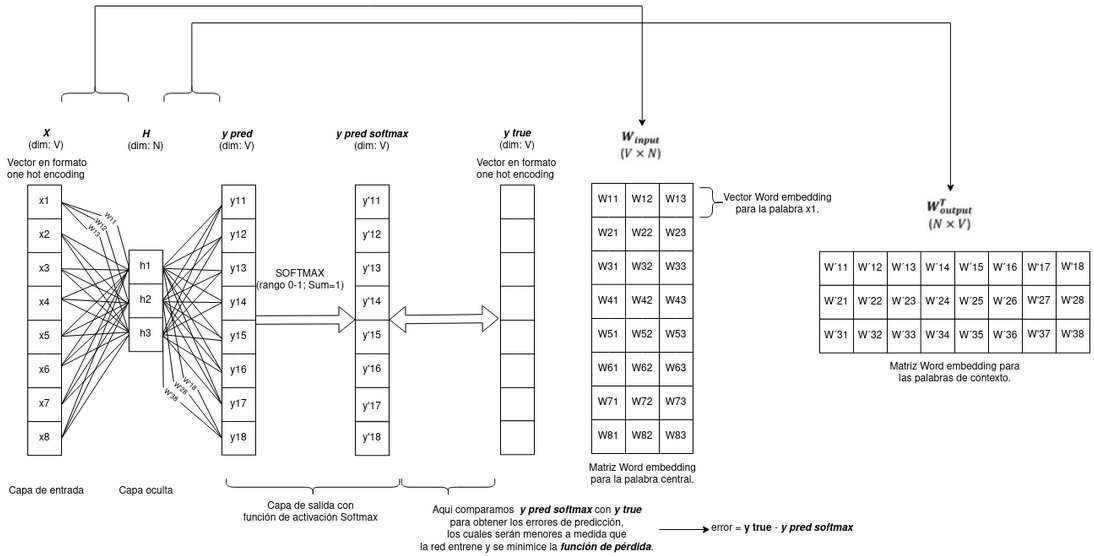 X
(dim: V)
Vector en formato
one hot encoding
x1
x2
x3
x4
x5
x6
x7
x8
Capa de entrada
W11
W12
W13
H
(dim: N)
h1
h2
h3
Capa oculta
W'18
W'28
W'38
y pred
(dim: V)
y11
y12
y13
y14
y15
y16
y17
y18
SOFTMAX
(rango 0-1; Sum=1)
y pred softmax
(dim: V)
y'11
y'12
y'13
y'14
y'15
y'16
y'17
y'18
Capa de salida con
función de activación Softmax
y true
(dim: V)
Vector en formato
one hot encoding
Aqui comparamos y pred softmax con y true
para obtener los errores de predicción,
los cuales serán menores a medida que
la red entrene y se minimice la función de pérdida.
error = y true - y pred softmax
W input
(V × N)
W11 W12 W13
W21 W22 W23
W31 W32 W33
W41 W42 W43
W51 W52 W53
W61 W62 W63
W71 W72 W73
W81 W82 W83
Vector Word embedding
para la palabra x1.
Matriz Word embedding
para la palabra central.
W^T output
(N × V)
W´11 W´12 W´13 W´14 W´15 W´16 W'17 W'18
W´21 W´22 W´23 W´24 W´25 W´26 W'27 W'28
W´31 W´32 W´33 W´34 W´35 W´36 W'37 W'38
Matriz Word embedding para
las palabras de contexto.